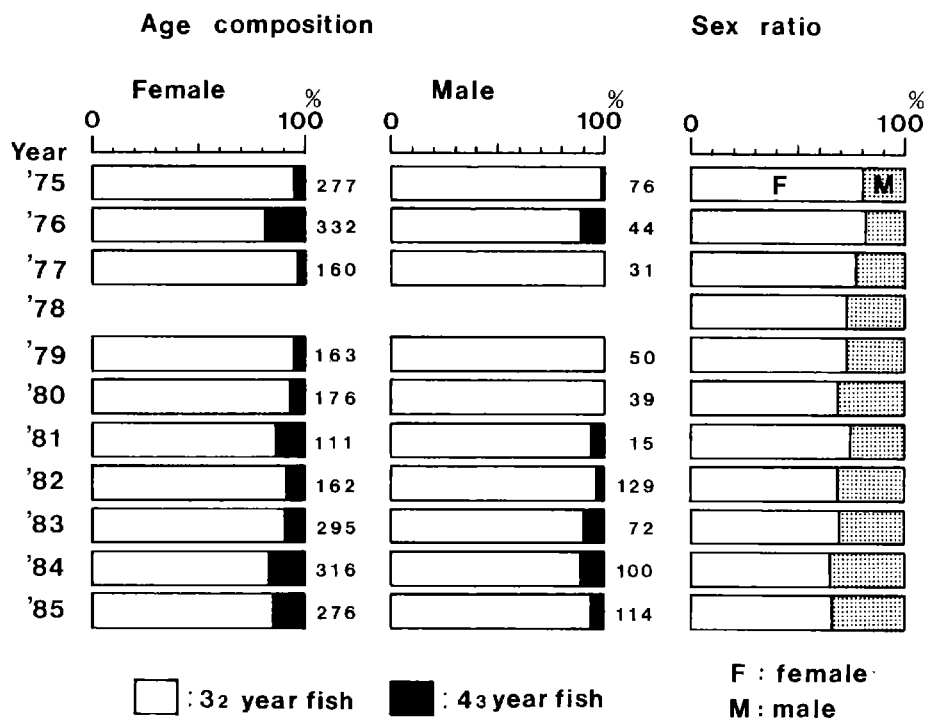 Age composition Sex ratio
Female % Male % %
0 100 0 100 0 100
Year
'75 277 76 F M
'76 332 44
'77 160 31
'78
'79 163 50
'80 176 39
'81 111 15
'82 162 129
'83 295 72
'84 316 100
'85 276 114
: 32 year fish : 43 year fish F : female
M : male